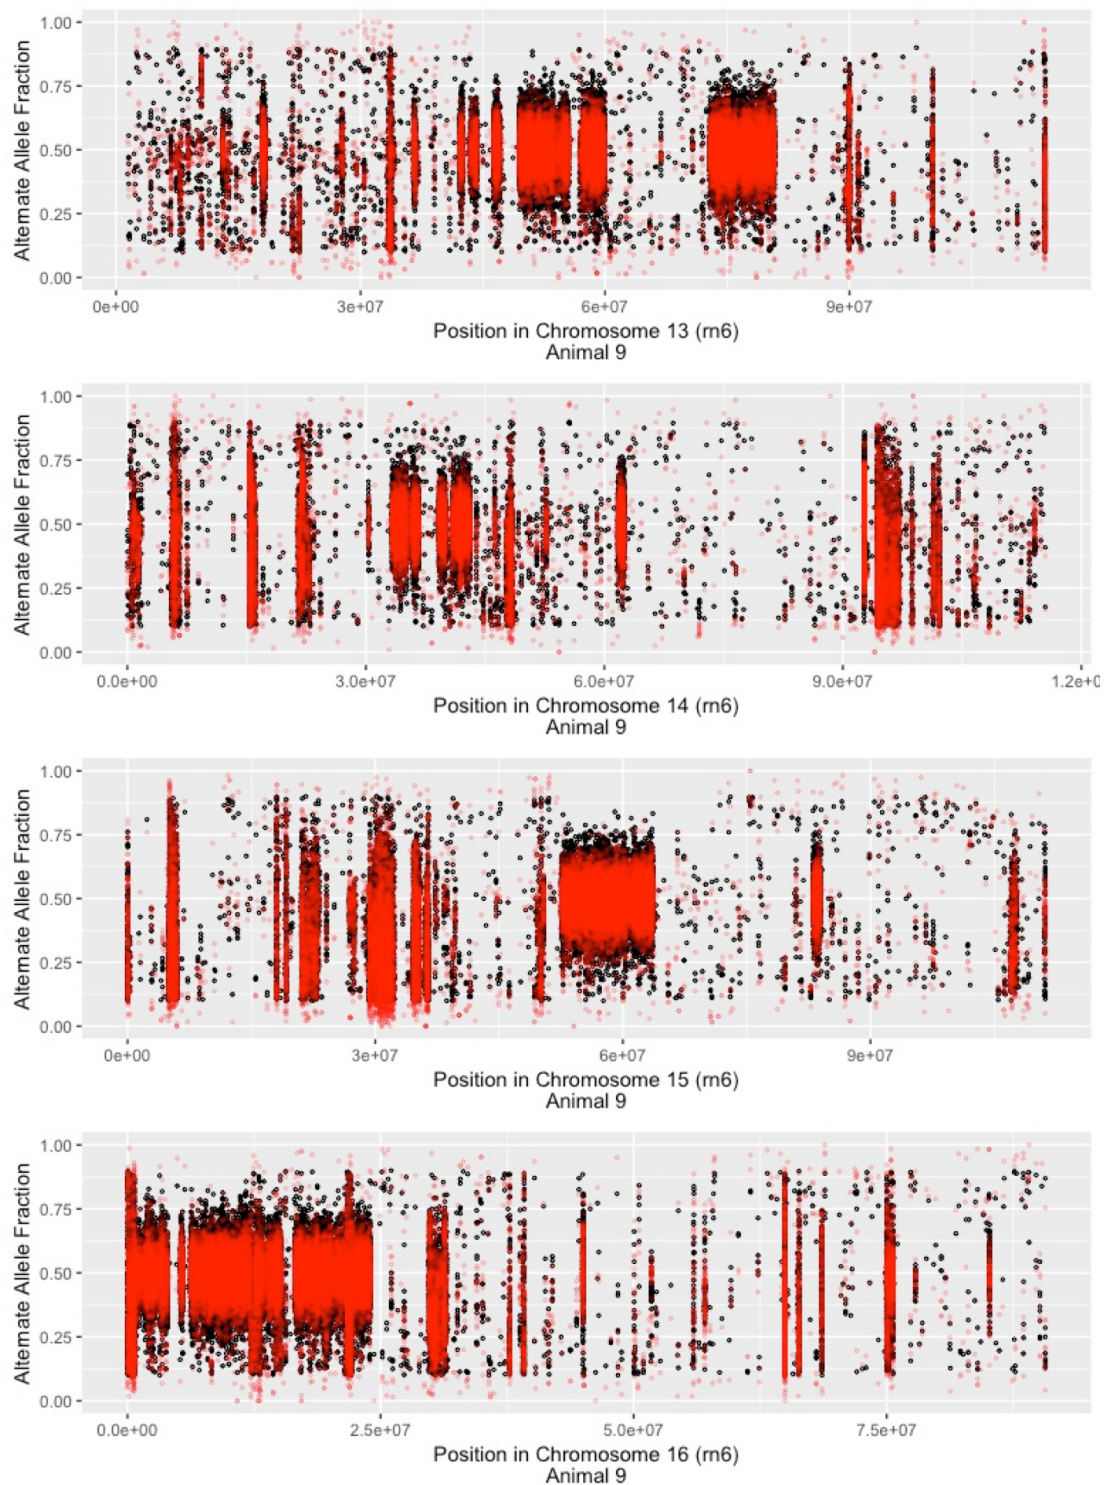 Alternate Allele Fraction
1.00
0.75
0.50
0.25
0.00
0e+00 3e+07 6e+07 9e+07
Position in Chromosome 13 (rn6)
Animal 9
Alternate Allele Fraction
1.00
0.75
0.50
0.25
0.00
0.0e+00 3.0e+07 6.0e+07 9.0e+07 1.2e+0
Position in Chromosome 14 (rn6)
Animal 9
Alternate Allele Fraction
1.00
0.75
0.50
0.25
0.00
0e+00 3e+07 6e+07 9e+07
Position in Chromosome 15 (rn6)
Animal 9
Alternate Allele Fraction
1.00
0.75
0.50
0.25
0.00
0.0e+00 2.5e+07 5.0e+07 7.5e+07
Position in Chromosome 16 (rn6)
Animal 9